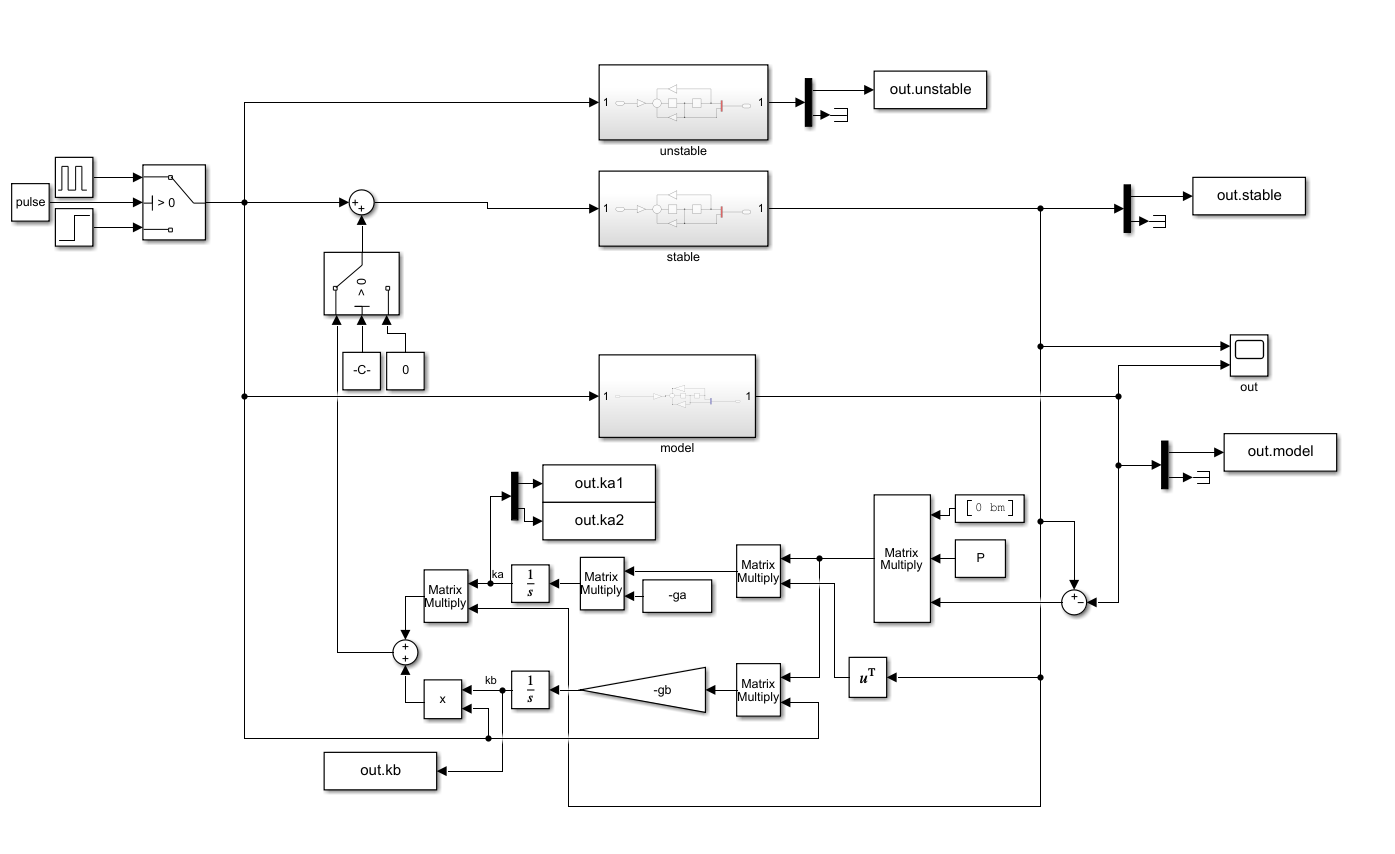 1
1
out.unstable
unstable
pulse
> 0
+
+
1
1
out.stable
stable
> 0
-C-
0
1
1
out
model
out.model
out.ka1
out.ka2
[0 bm]
Matrix
Multiply
P
Matrix
Multiply
ka
1
s
Matrix
Multiply
-ga
Matrix
Multiply
+
−
+
+
kb
1
s
-gb
Matrix
Multiply
uᵀ
x
out.kb